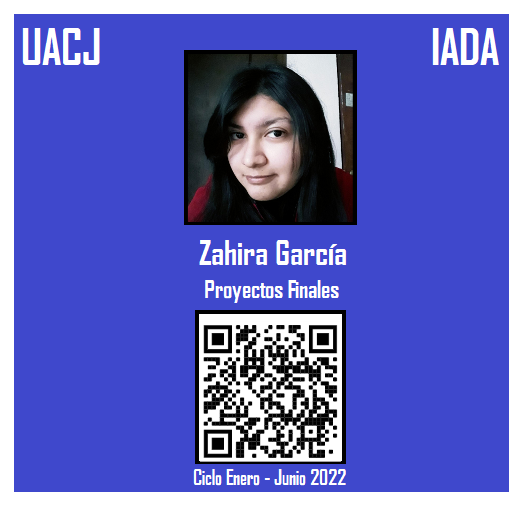 UACJ IADA
Zahira García
Proyectos Finales
Ciclo Enero - Junio 2022